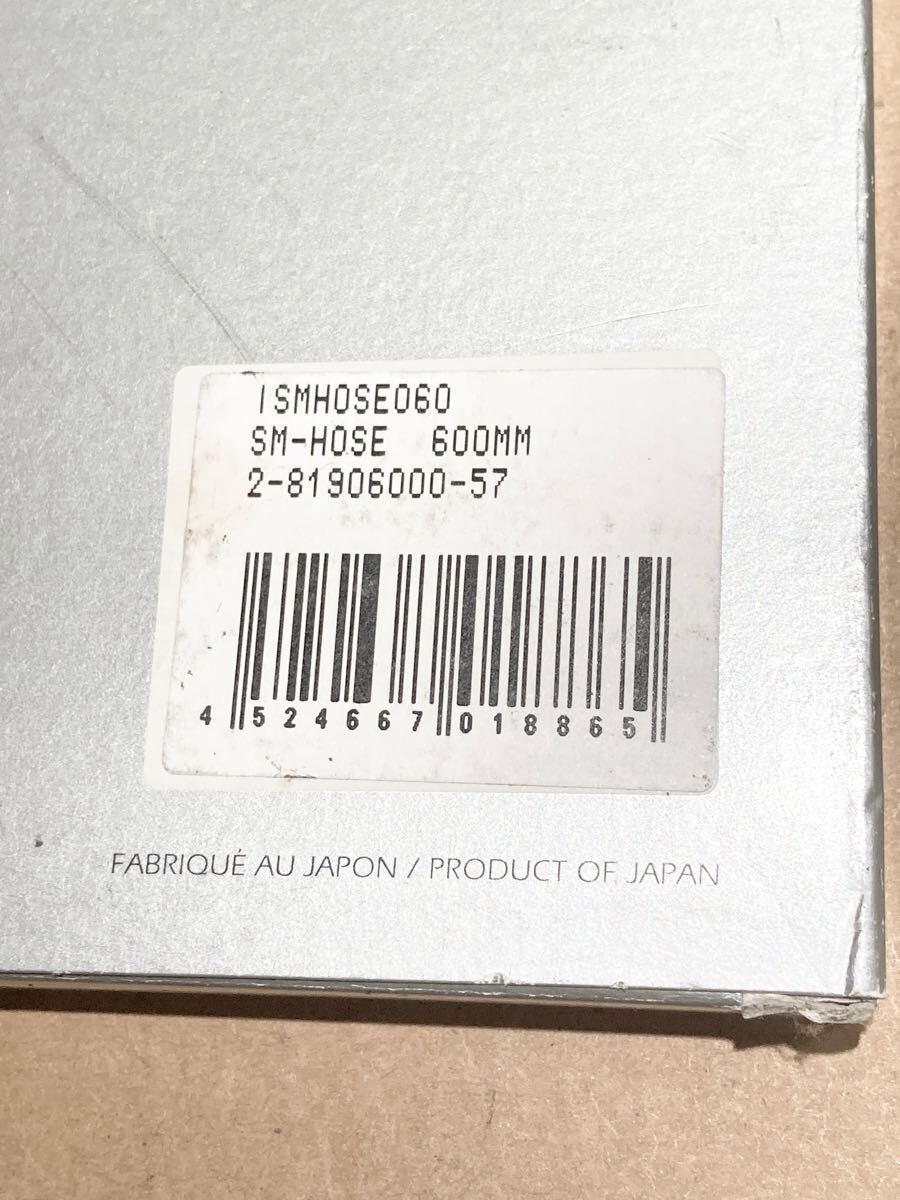 ISMHOSE060
SM-HOSE 600MM
2-81906000-57
4 524667 018865
FABRIQUÉ AU JAPON / PRODUCT OF JAPAN